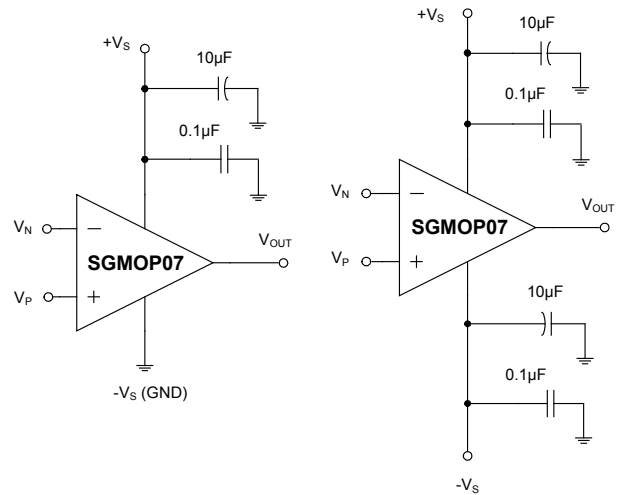 +VS
10µF
0.1µF
VN
−
SGMOP07
VOUT
VP
+
-VS (GND)
+VS
10µF
0.1µF
VN
−
SGMOP07
VOUT
VP
+
10µF
0.1µF
-VS